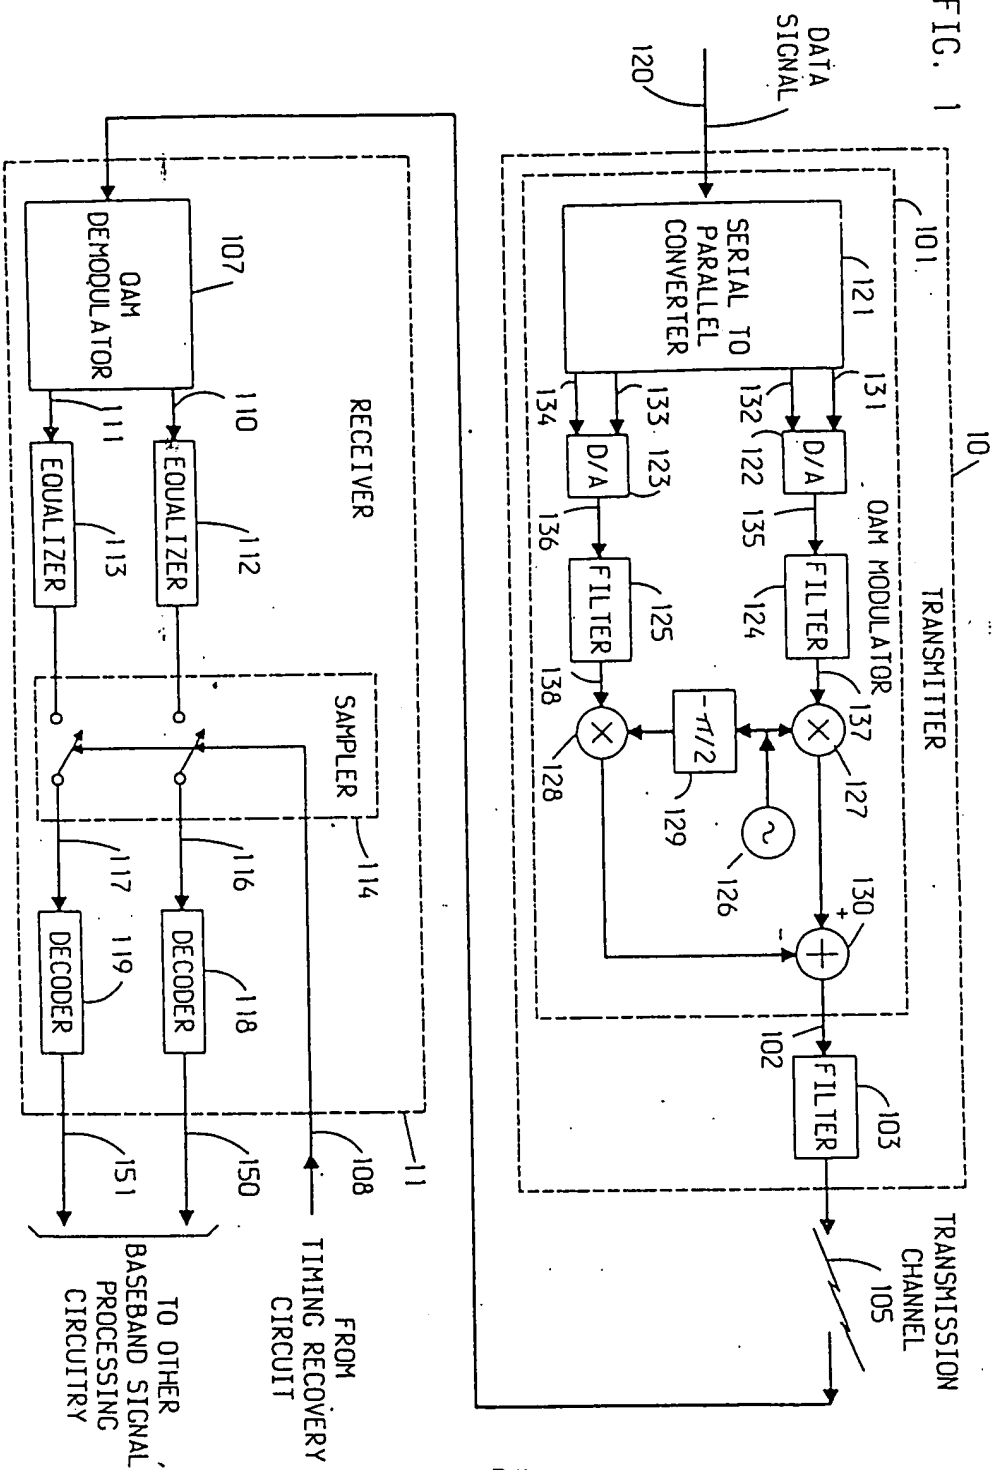 FIG. 1
10
TRANSMITTER
101
QAM MODULATOR
DATA
SIGNAL
120
121
SERIAL TO
PARALLEL
CONVERTER
131
132
133
134
D/A
122
D/A
123
135
136
FILTER
124
FILTER
125
137
138
127
128
-π/2
129
126
130
+
-
102
FILTER
103
TRANSMISSION
CHANNEL
105
RECEIVER
11
107
QAM
DEMODULATOR
110
111
EQUALIZER
112
EQUALIZER
113
SAMPLER
114
116
117
DECODER
118
DECODER
119
108
FROM
TIMING RECOVERY
CIRCUIT
150
151
TO OTHER
BASEBAND SIGNAL
PROCESSING
CIRCUITRY